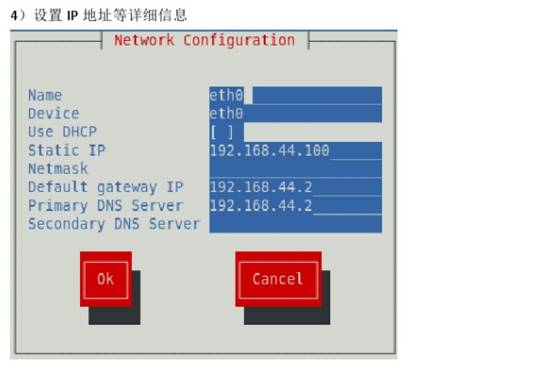 4）设置 IP 地址等详细信息
Network Configuration
Name eth0
Device eth0
Use DHCP [ ]
Static IP 192.168.44.100
Netmask
Default gateway IP 192.168.44.2
Primary DNS Server 192.168.44.2
Secondary DNS Server
Ok Cancel